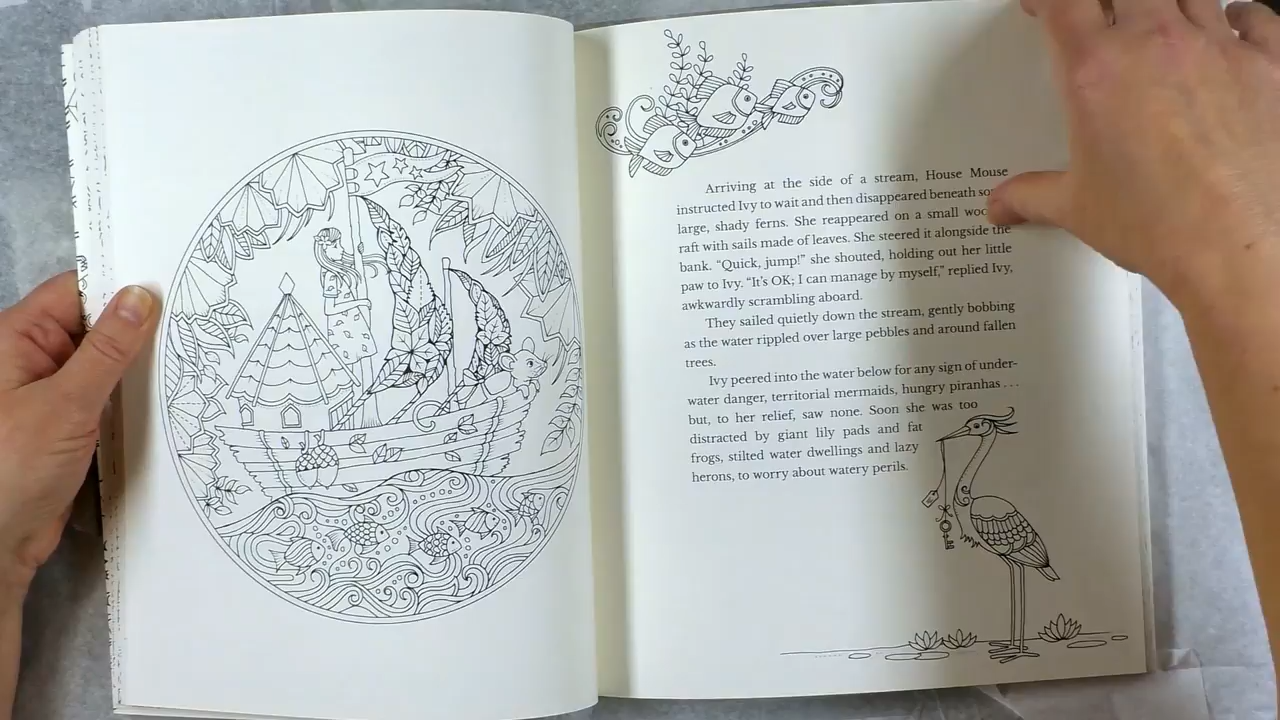 Arriving at the side of a stream, House Mouse
instructed Ivy to wait and then disappeared beneath
large, shady ferns. She reappeared on a small
raft with sails made of leaves. She steered it alongside the
bank. “Quick, jump!” she shouted, holding out her little
paw to Ivy. “It’s OK; I can manage by myself,” replied Ivy,
awkwardly scrambling aboard.
They sailed quietly down the stream, gently bobbing
as the water rippled over large pebbles and around fallen
trees.
Ivy peered into the water below for any sign of under-
water danger, territorial mermaids, hungry piranhas . . .
but, to her relief, saw none. Soon she was too
distracted by giant lily pads and fat
frogs, stilted water dwellings and lazy
herons, to worry about watery perils.